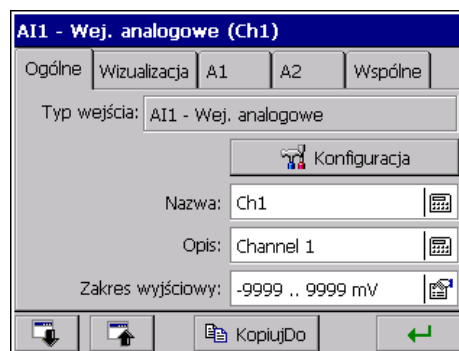 AI1 - Wej. analogowe (Ch1)
Ogólne Wizualizacja A1 A2 Wspólne
Typ wejścia: AI1 - Wej. analogowe
Konfiguracja
Nazwa: Ch1
Opis: Channel 1
Zakres wyjściowy: -9999 .. 9999 mV
KopiujDo